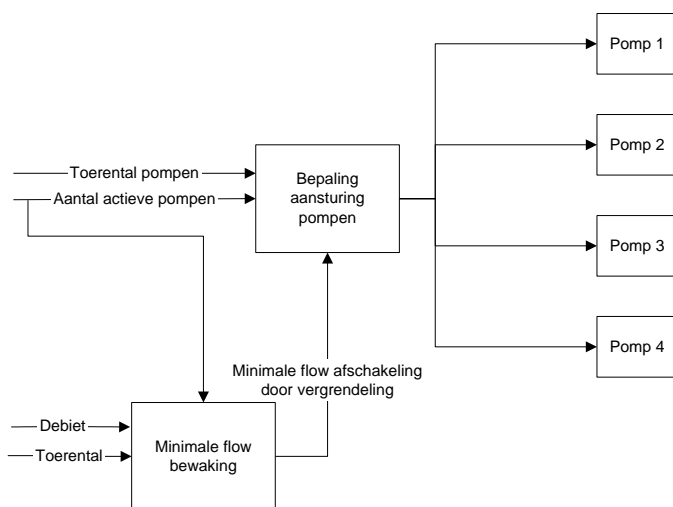 Pomp 1
Pomp 2
Toerental pompen
Aantal actieve pompen
Bepaling
aansturing
pompen
Pomp 3
Pomp 4
Minimale flow afschakeling
door vergrendeling
Debiet
Toerental
Minimale flow
bewaking